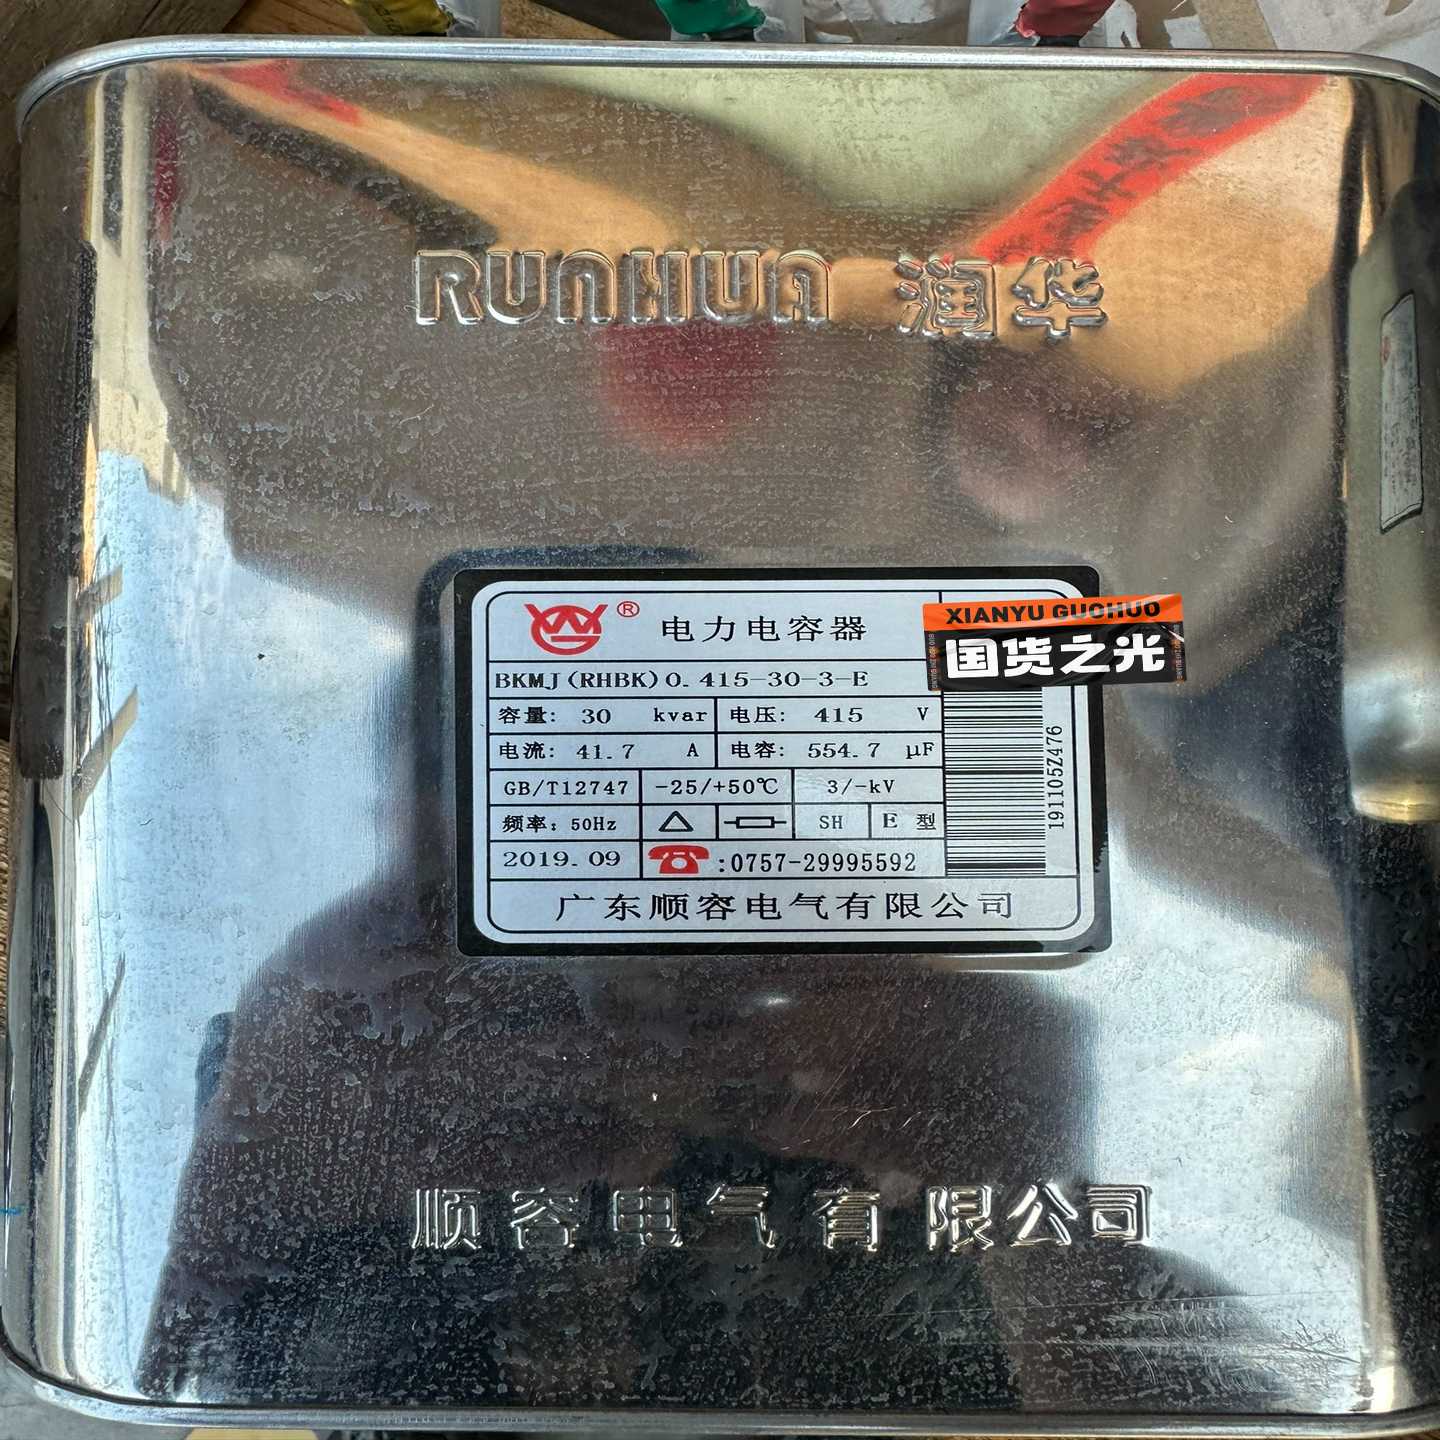 RUNHUA 润华
® 电力电容器
XIANYU GUOHUO
国货之光
BKMJ(RHBK)0.415-30-3-E
容量: 30 kvar 电压: 415 V
电流: 41.7 A 电容: 554.7 μF
GB/T12747 -25/+50℃ 3/-kV
频率: 50Hz SH E 型
2019.09 :0757-29995592
191105Z476
广东顺容电气有限公司
顺容电气有限公司